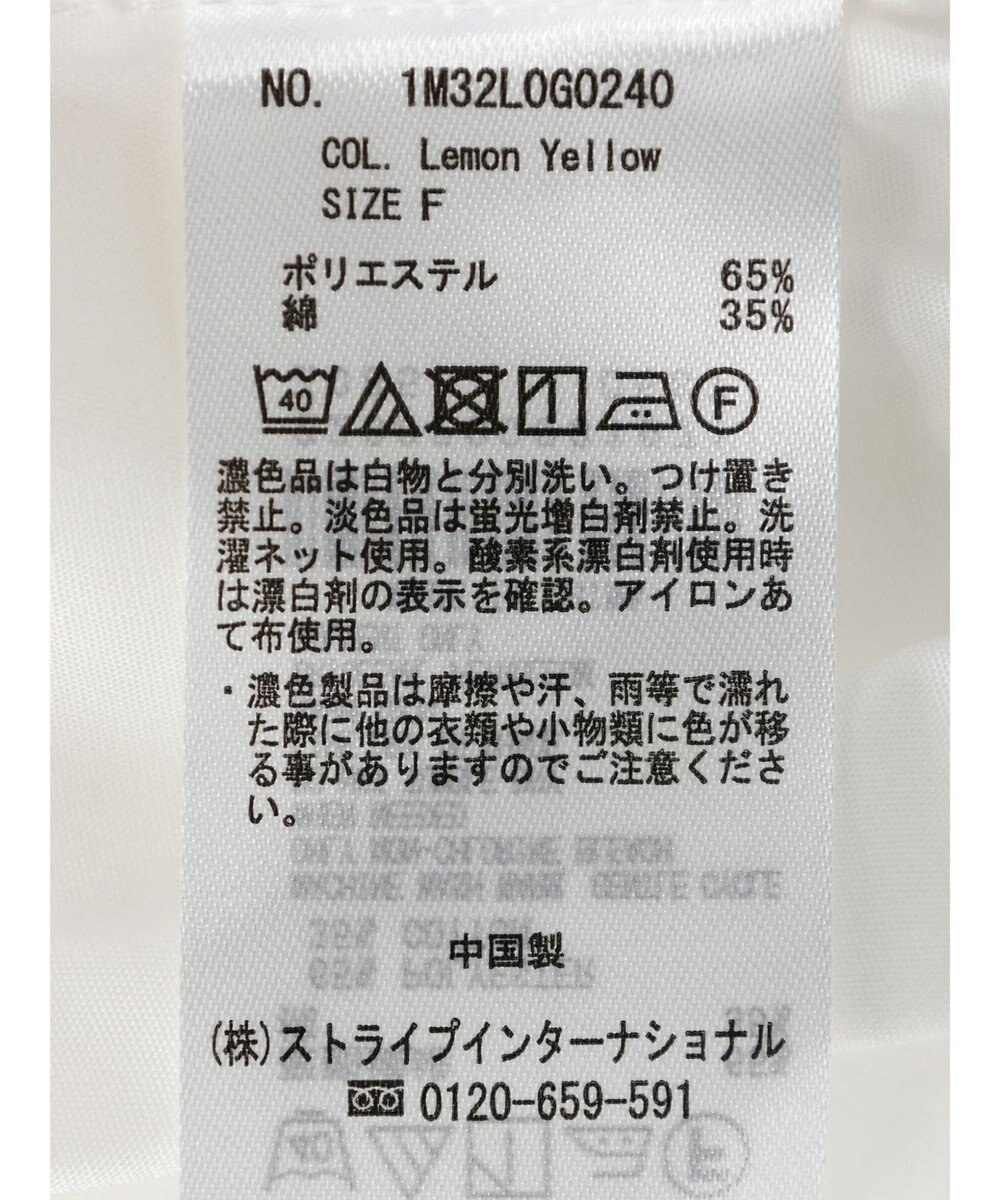 NO. 1M32L0G0240
COL. Lemon Yellow
SIZE F
ポリエステル 65%
綿 35%
40
F
濃色品は白物と分別洗い。つけ置き
禁止。淡色品は蛍光増白剤禁止。洗
濯ネット使用。酸素系漂白剤使用時
は漂白剤の表示を確認。アイロンあ
て布使用。
・濃色製品は摩擦や汗、雨等で濡れ
た際に他の衣類や小物類に色が移
る事がありますのでご注意くださ
い。
中国製
(株)ストライプインターナショナル
0120-659-591